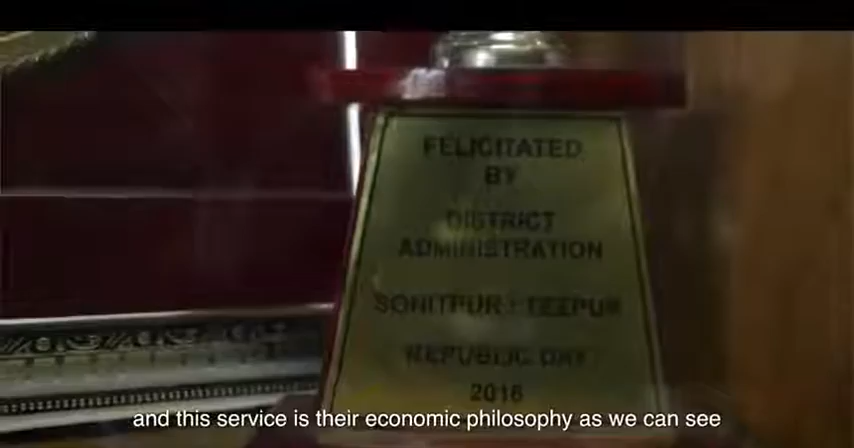 FELICITATED
BY
DISTRICT
ADMINISTRATION
SONITPUR : TEZPUR
REPUBLIC DAY
2016
and this service is their economic philosophy as we can see